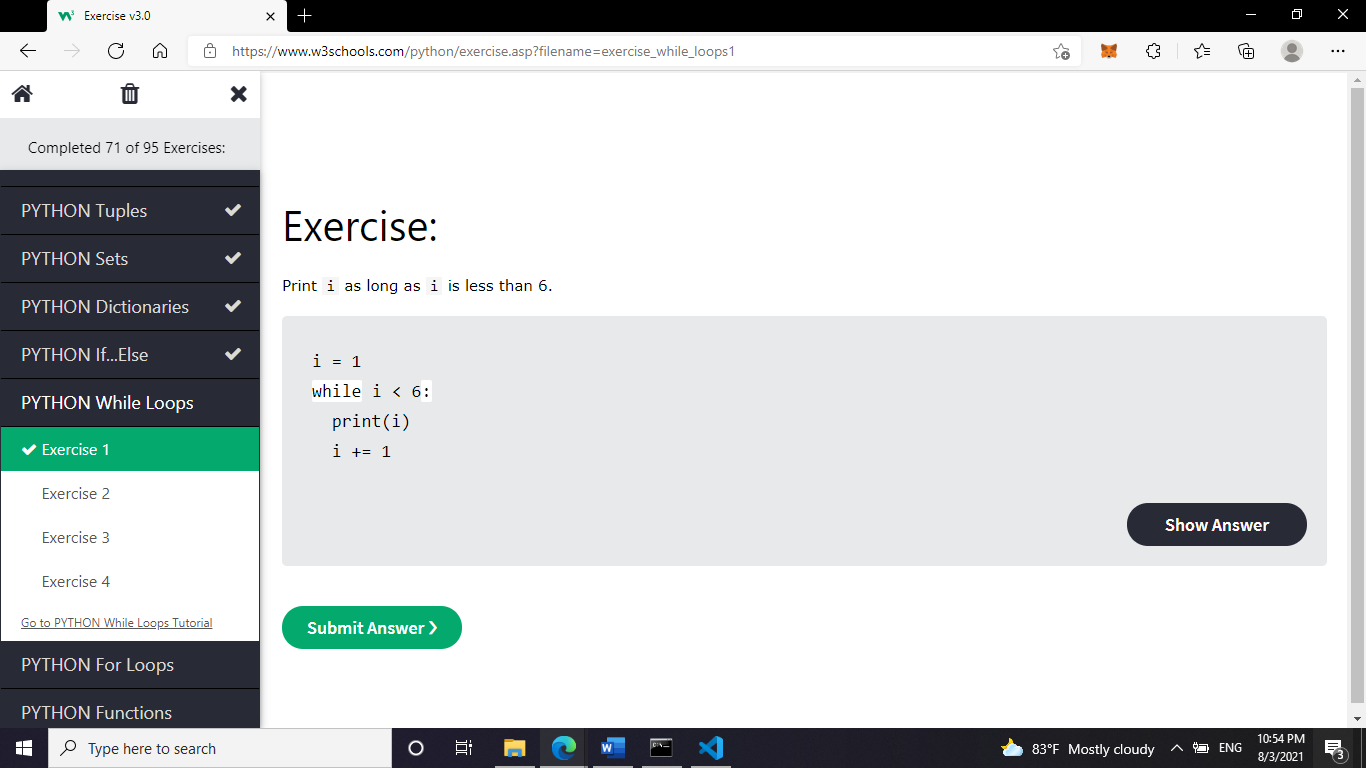 Exercise v3.0
https://www.w3schools.com/python/exercise.asp?filename=exercise_while_loops1
Completed 71 of 95 Exercises:
PYTHON Tuples
PYTHON Sets
PYTHON Dictionaries
PYTHON If...Else
PYTHON While Loops
Exercise 1
Exercise 2
Exercise 3
Exercise 4
Go to PYTHON While Loops Tutorial
PYTHON For Loops
PYTHON Functions
Exercise:
Print i as long as i is less than 6.
i = 1
while i < 6:
print(i)
i += 1
Show Answer
Submit Answer ❯
Type here to search
83°F Mostly cloudy
ENG
10:54 PM
8/3/2021
3